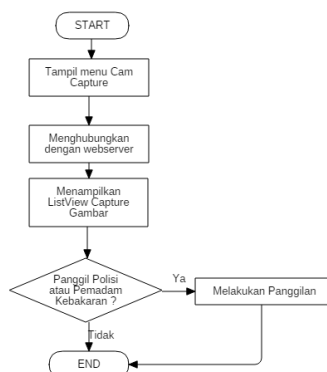 START
Tampil menu Cam
Capture
Menghubungkan
dengan webserver
Menampilkan
ListView Capture
Gambar
Panggil Polisi
atau Pemadam
Kebakaran ?
Ya
Melakukan Panggilan
Tidak
END